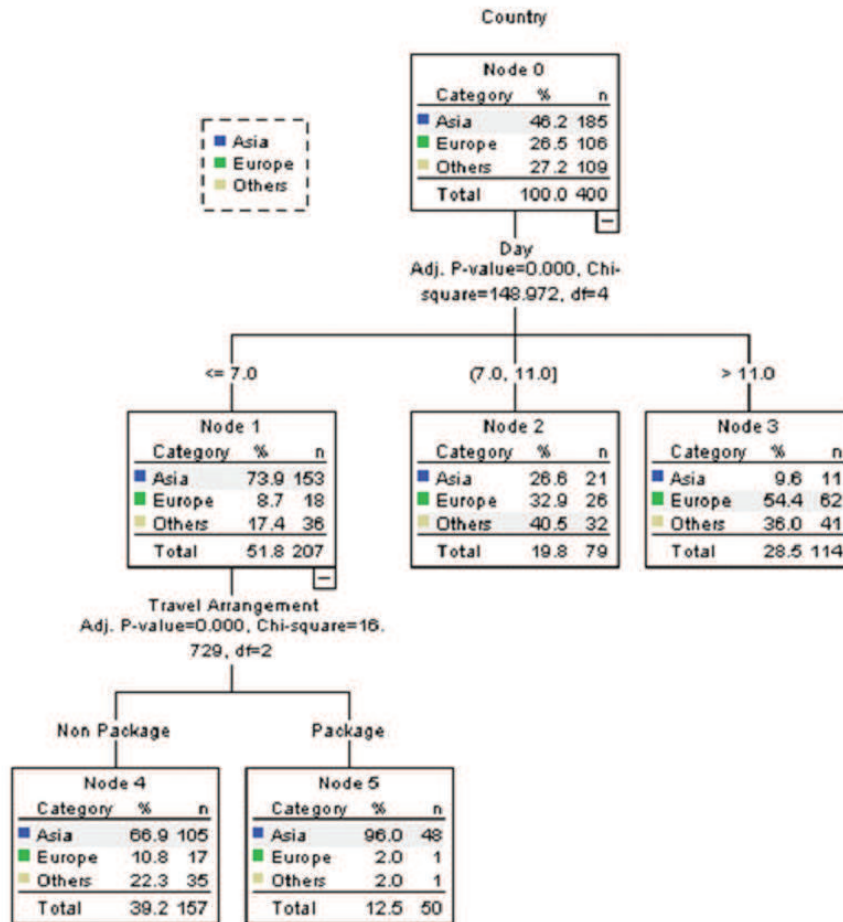 Country
Node 0
Category % n
Asia 46.2 185
Europe 26.5 106
Others 27.2 109
Total 100.0 400
Asia
Europe
Others
Day
Adj. P-value=0.000, Chi-
square=148.972, df=4
<= 7.0
(7.0, 11.0]
> 11.0
Node 1
Category % n
Asia 73.9 153
Europe 8.7 18
Others 17.4 36
Total 51.8 207
Node 2
Category % n
Asia 26.6 21
Europe 32.9 26
Others 40.5 32
Total 19.8 79
Node 3
Category % n
Asia 9.6 11
Europe 54.4 62
Others 36.0 41
Total 28.5 114
Travel Arrangement
Adj. P-value=0.000, Chi-square=16.
729, df=2
Non Package
Package
Node 4
Category % n
Asia 66.9 105
Europe 10.8 17
Others 22.3 35
Total 39.2 157
Node 5
Category % n
Asia 96.0 48
Europe 2.0 1
Others 2.0 1
Total 12.5 50